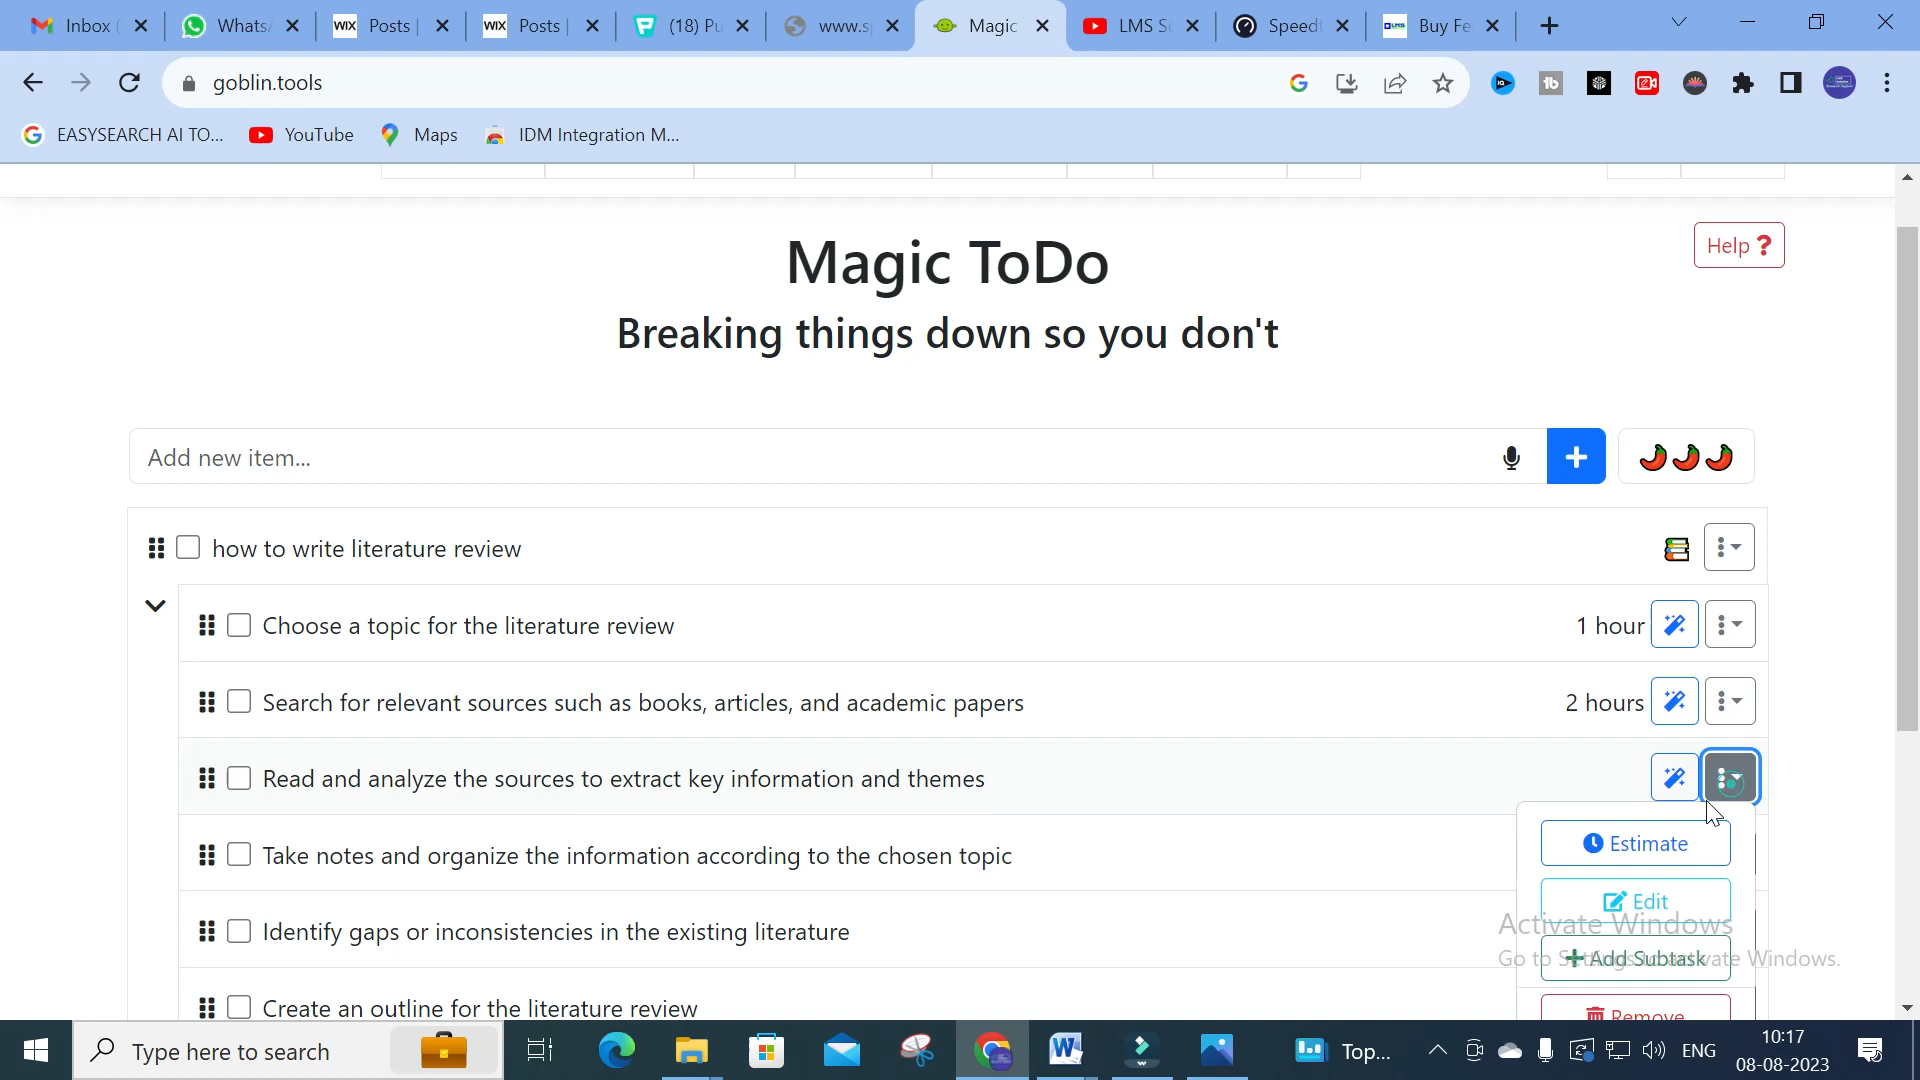 Inbox (
Whats
Posts |
Posts |
(18) Pu
www.s
Magic
LMS S
Speedt
Buy Fe
goblin.tools
EASYSEARCH AI TO...
YouTube
Maps
IDM Integration M...
Help ?
Magic ToDo
Breaking things down so you don't
Add new item...
how to write literature review
Choose a topic for the literature review
1 hour
Search for relevant sources such as books, articles, and academic papers
2 hours
Read and analyze the sources to extract key information and themes
Estimate
Take notes and organize the information according to the chosen topic
Edit
Activate Windows
Identify gaps or inconsistencies in the existing literature
Add Subtask
Go to Settings to activate Windows.
Create an outline for the literature review
Remove
Type here to search
Top...
ENG
10:17
08-08-2023